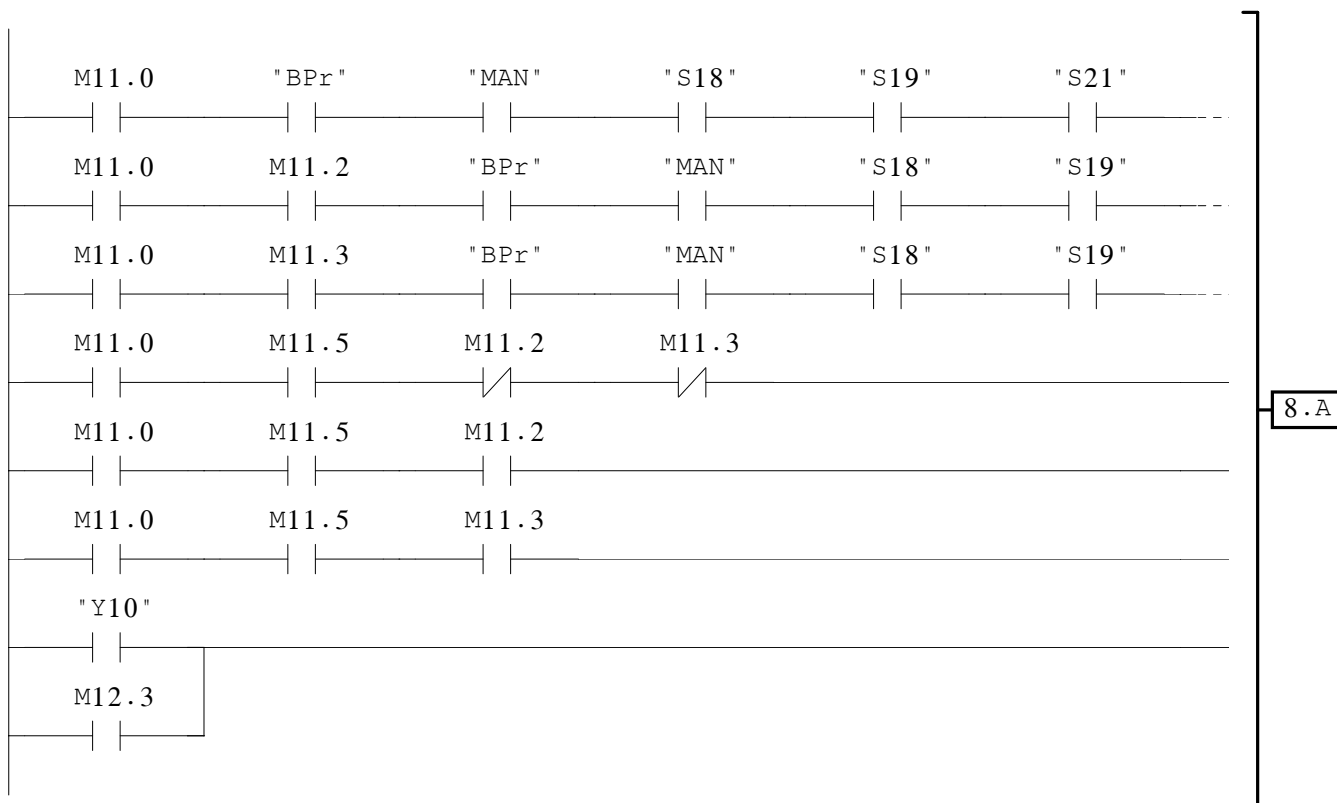 M11.0 "BPr" "MAN" "S18" "S19" "S21"
M11.0 M11.2 "BPr" "MAN" "S18" "S19"
M11.0 M11.3 "BPr" "MAN" "S18" "S19"
M11.0 M11.5 M11.2 M11.3
8.A
M11.0 M11.5 M11.2
M11.0 M11.5 M11.3
"Y10"
M12.3